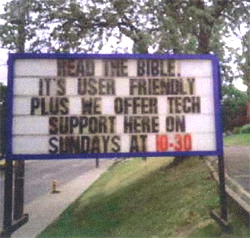 READ THE BIBLE.
IT'S USER FRIENDLY
PLUS WE OFFER TECH
SUPPORT HERE ON
SUNDAYS AT 10-30